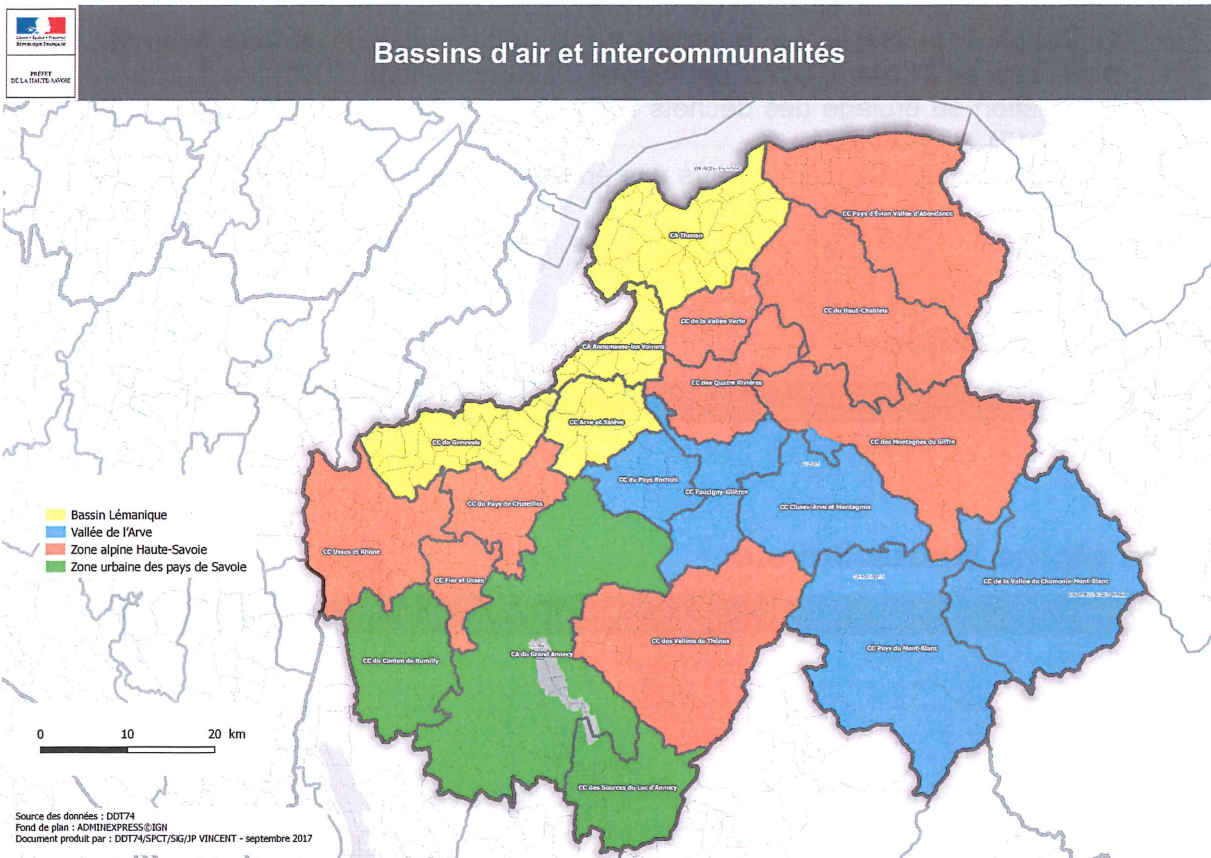 Liberté • Égalité • Fraternité
RÉPUBLIQUE FRANÇAISE
PRÉFET
DE LA HAUTE-SAVOIE
Bassins d'air et intercommunalités
CC Pays d'Évian Vallée d'Abondance
CA Thonon
CC du Haut-Chablais
CC de la Vallée Verte
CA Annemasse-les Voirons
CC des Quatre Rivières
CC Arve et Salève
CC du Genevois
CC des Montagnes du Giffre
CC du Pays Rochois
CC Faucigny-Glières
CC Cluses-Arve et Montagnes
CC du Pays de Cruseilles
CC Usses et Rhône
CC Fier et Usses
CC de la Vallée de Chamonix-Mont-Blanc
CC des Vallées de Thônes
CC Pays du Mont-Blanc
CC du Canton de Rumilly
CA du Grand Annecy
CC des Sources du Lac d'Annecy
Bassin Lémanique
Vallée de l'Arve
Zone alpine Haute-Savoie
Zone urbaine des pays de Savoie
0 10 20 km
Source des données : DDT74
Fond de plan : ADMINEXPRESS©IGN
Document produit par : DDT74/SPCT/SIG/JP VINCENT - septembre 2017